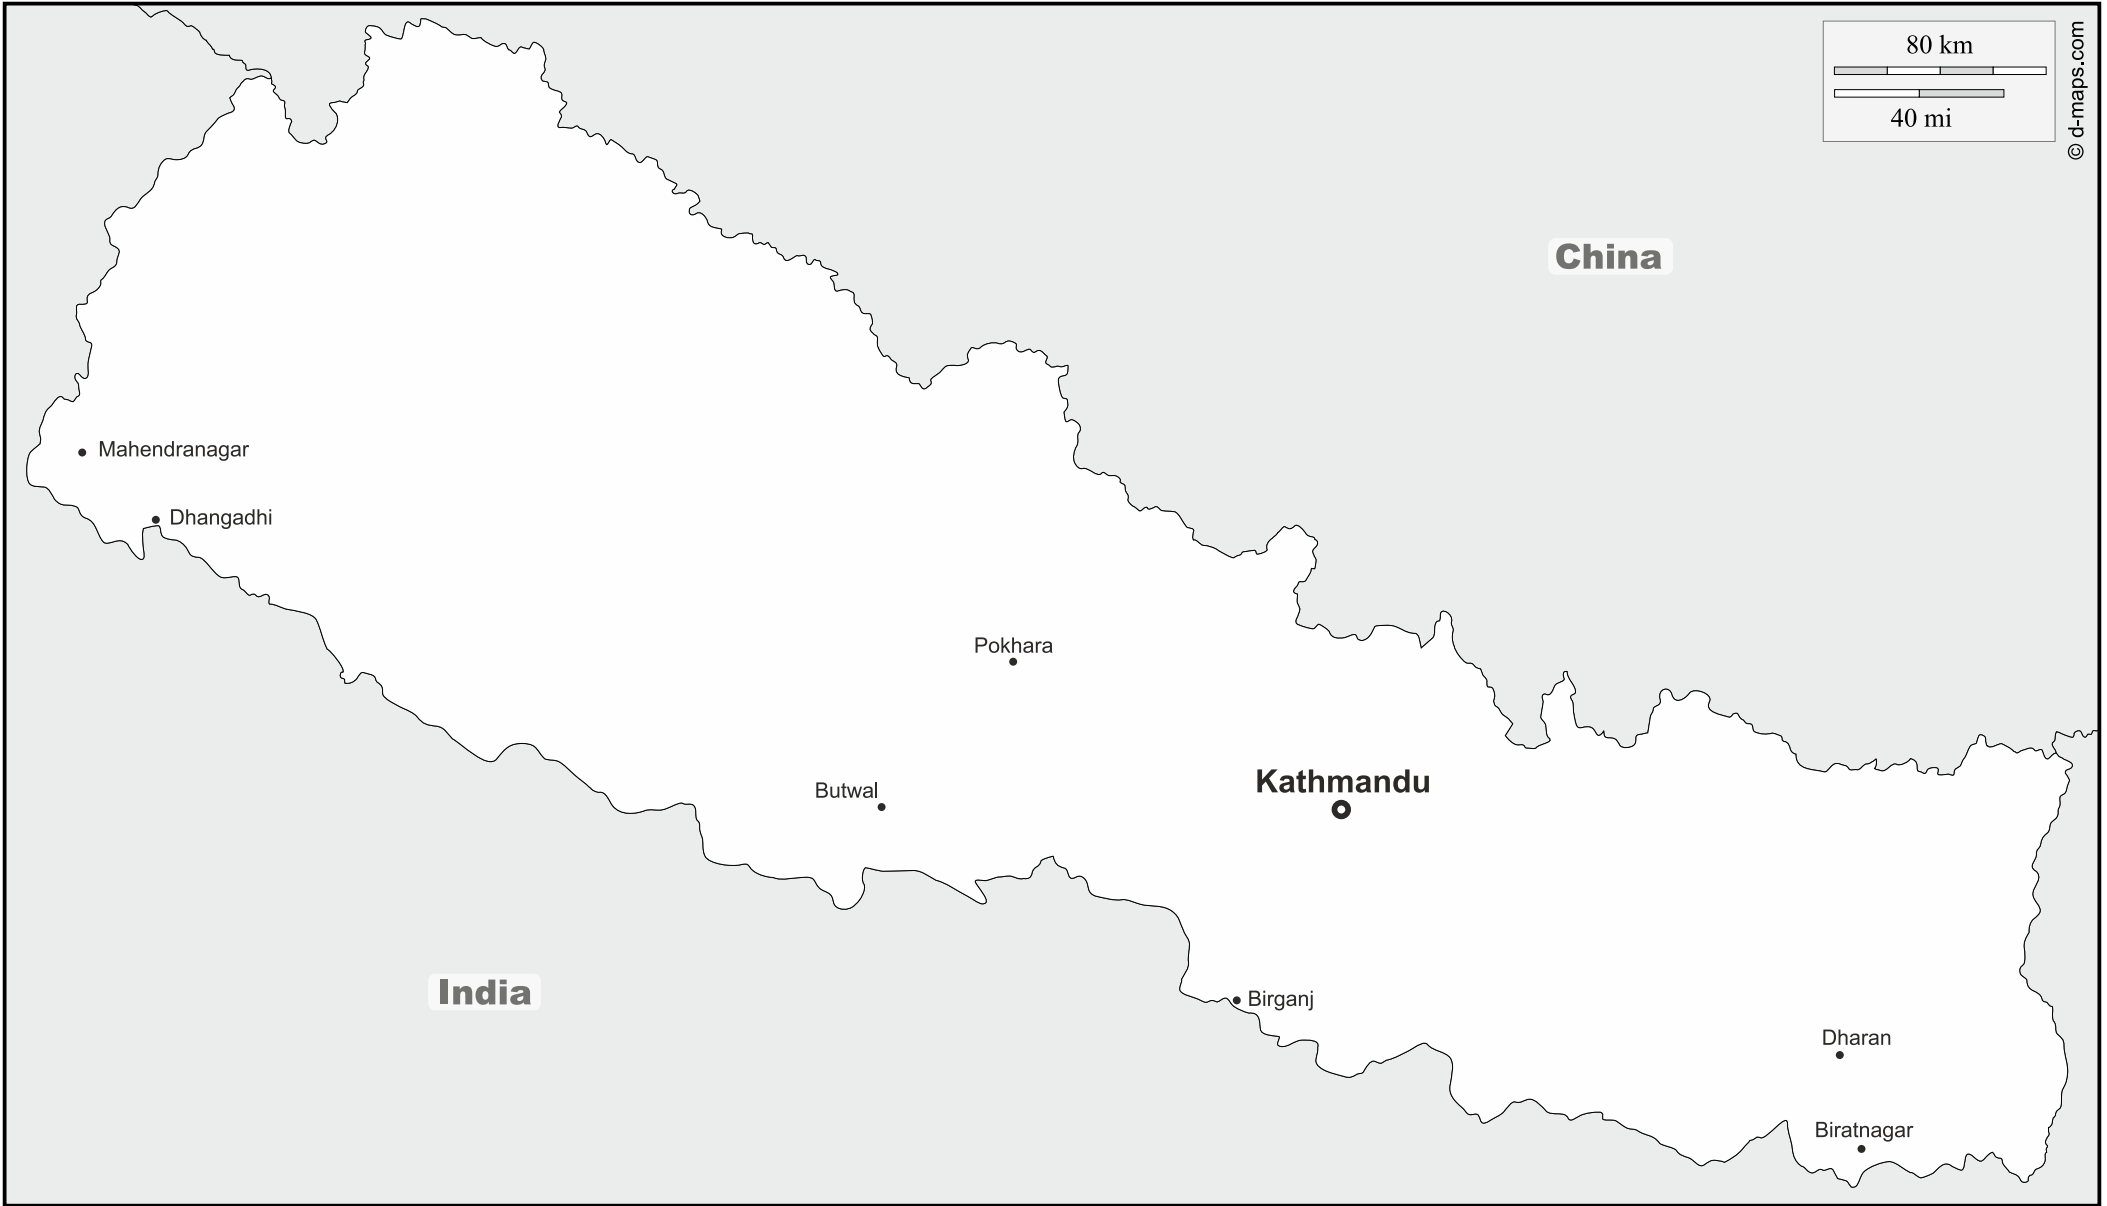 80 km
40 mi
© d-maps.com
China
Mahendranagar
Dhangadhi
Pokhara
Kathmandu
Butwal
India
Birganj
Dharan
Biratnagar